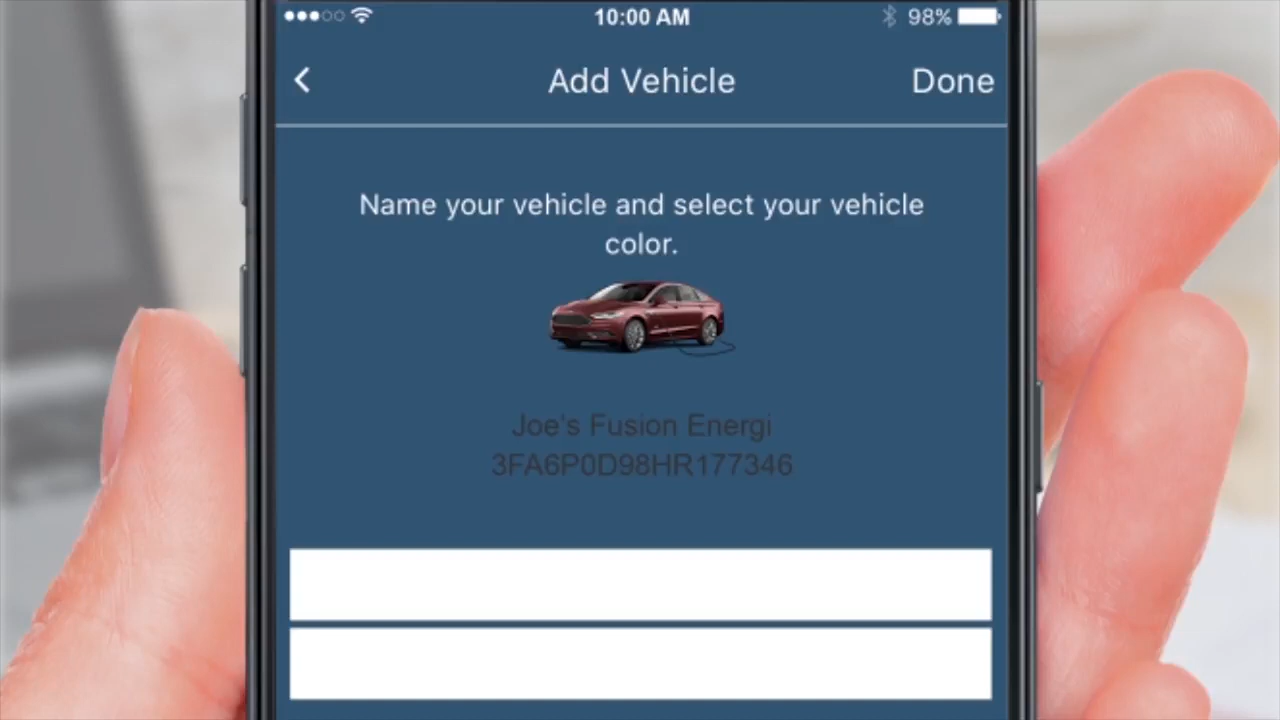 10:00 AM
98%
Add Vehicle
Done
Name your vehicle and select your vehicle
color.
Joe's Fusion Energi
3FA6P0D98HR177346